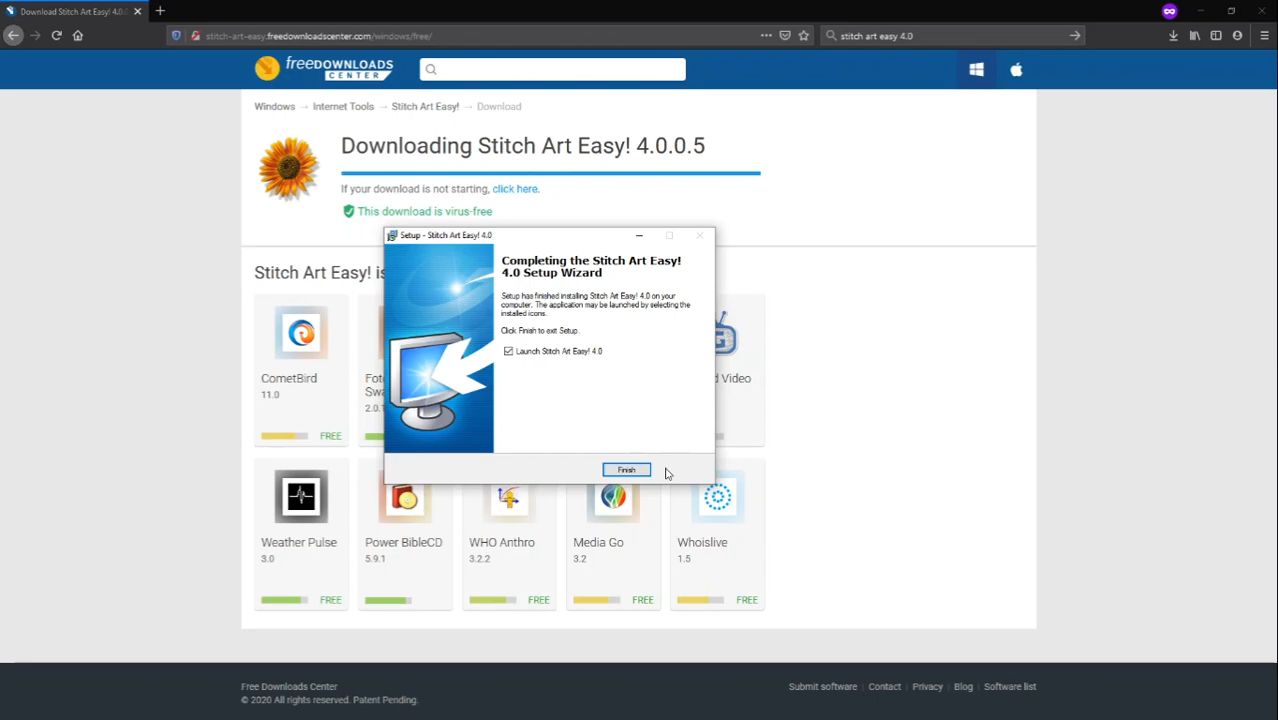 Download Stitch Art Easy! 4.0.0
stitch-art-easy.freedownloadscenter.com/windows/free/
stitch art easy 4.0
freeDOWNLOADS
CENTER
Windows → Internet Tools → Stitch Art Easy! → Download
Downloading Stitch Art Easy! 4.0.0.5
If your download is not starting, click here.
This download is virus-free
Setup - Stitch Art Easy! 4.0
Completing the Stitch Art Easy!
4.0 Setup Wizard
Setup has finished installing Stitch Art Easy! 4.0 on your
computer. The application may be launched by selecting the
installed icons.
Click Finish to exit Setup.
Launch Stitch Art Easy! 4.0
Finish
Stitch Art Easy! is
CometBird
11.0
FREE
Fot
Swa
2.0.1
d Video
Weather Pulse
3.0
FREE
Power BibleCD
5.9.1
WHO Anthro
3.2.2
FREE
Media Go
3.2
FREE
Whoislive
1.5
FREE
Free Downloads Center
© 2020 All rights reserved. Patent Pending.
Submit software | Contact | Privacy | Blog | Software list